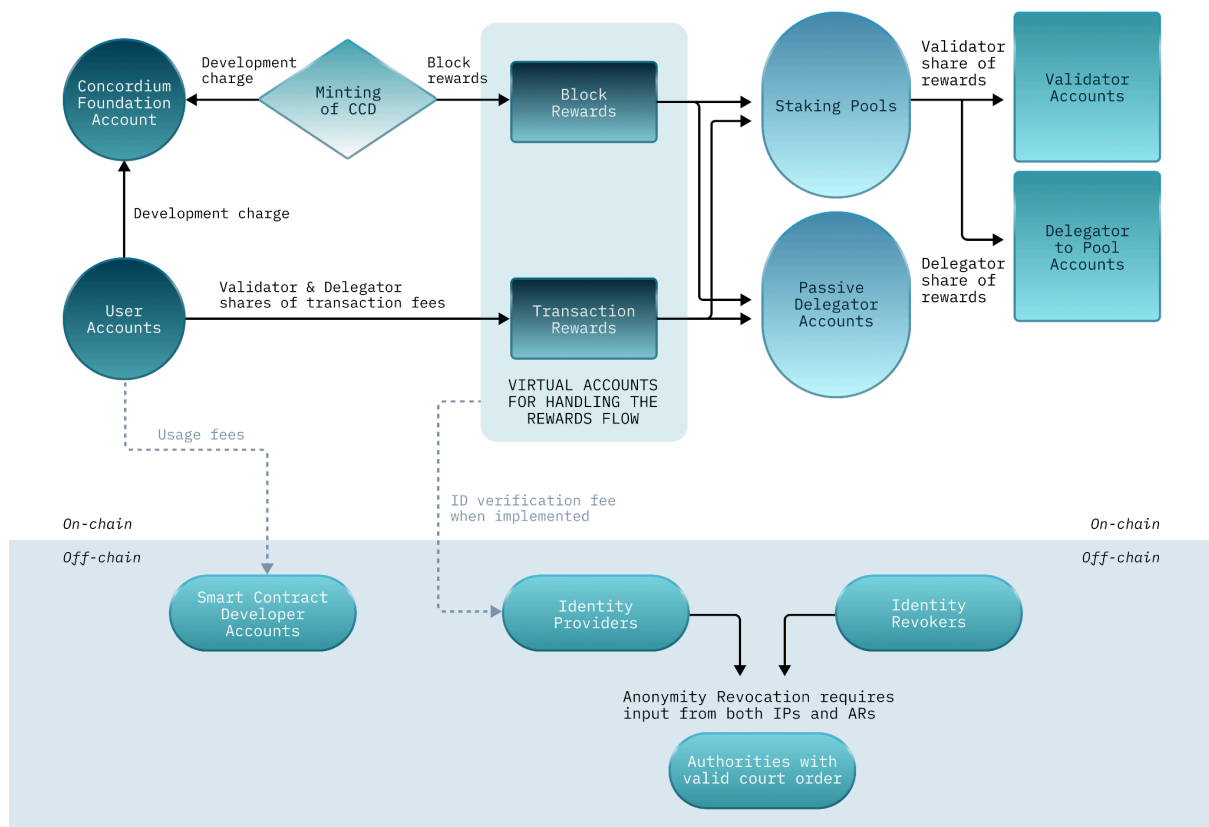 Concordium
Foundation
Account
Development
charge
Minting
of CCD
Block
rewards
Block
Rewards
Staking Pools
Validator
share of
rewards
Validator
Accounts
Development charge
Delegator
to Pool
Accounts
Delegator
share of
rewards
User
Accounts
Validator & Delegator
shares of transaction fees
Transaction
Rewards
Passive
Delegator
Accounts
VIRTUAL ACCOUNTS
FOR HANDLING THE
REWARDS FLOW
Usage fees
ID verification fee
when implemented
On-chain
On-chain
Off-chain
Off-chain
Smart Contract
Developer
Accounts
Identity
Providers
Identity
Revokers
Anonymity Revocation requires
input from both IPs and ARs
Authorities with
valid court order